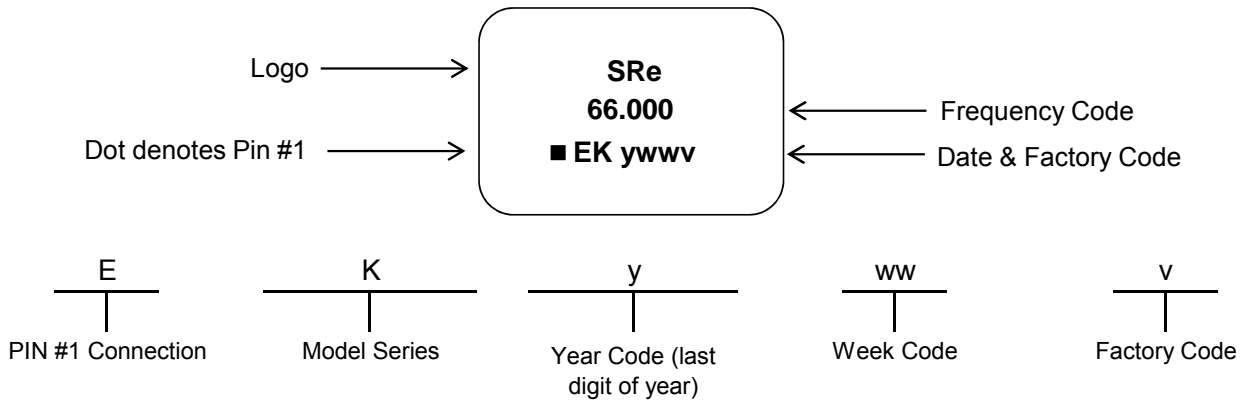 Logo
SRe
66.000
Frequency Code
Dot denotes Pin #1
■ EK ywwv
Date & Factory Code
E
K
y
ww
v
PIN #1 Connection
Model Series
Year Code (last
digit of year)
Week Code
Factory Code